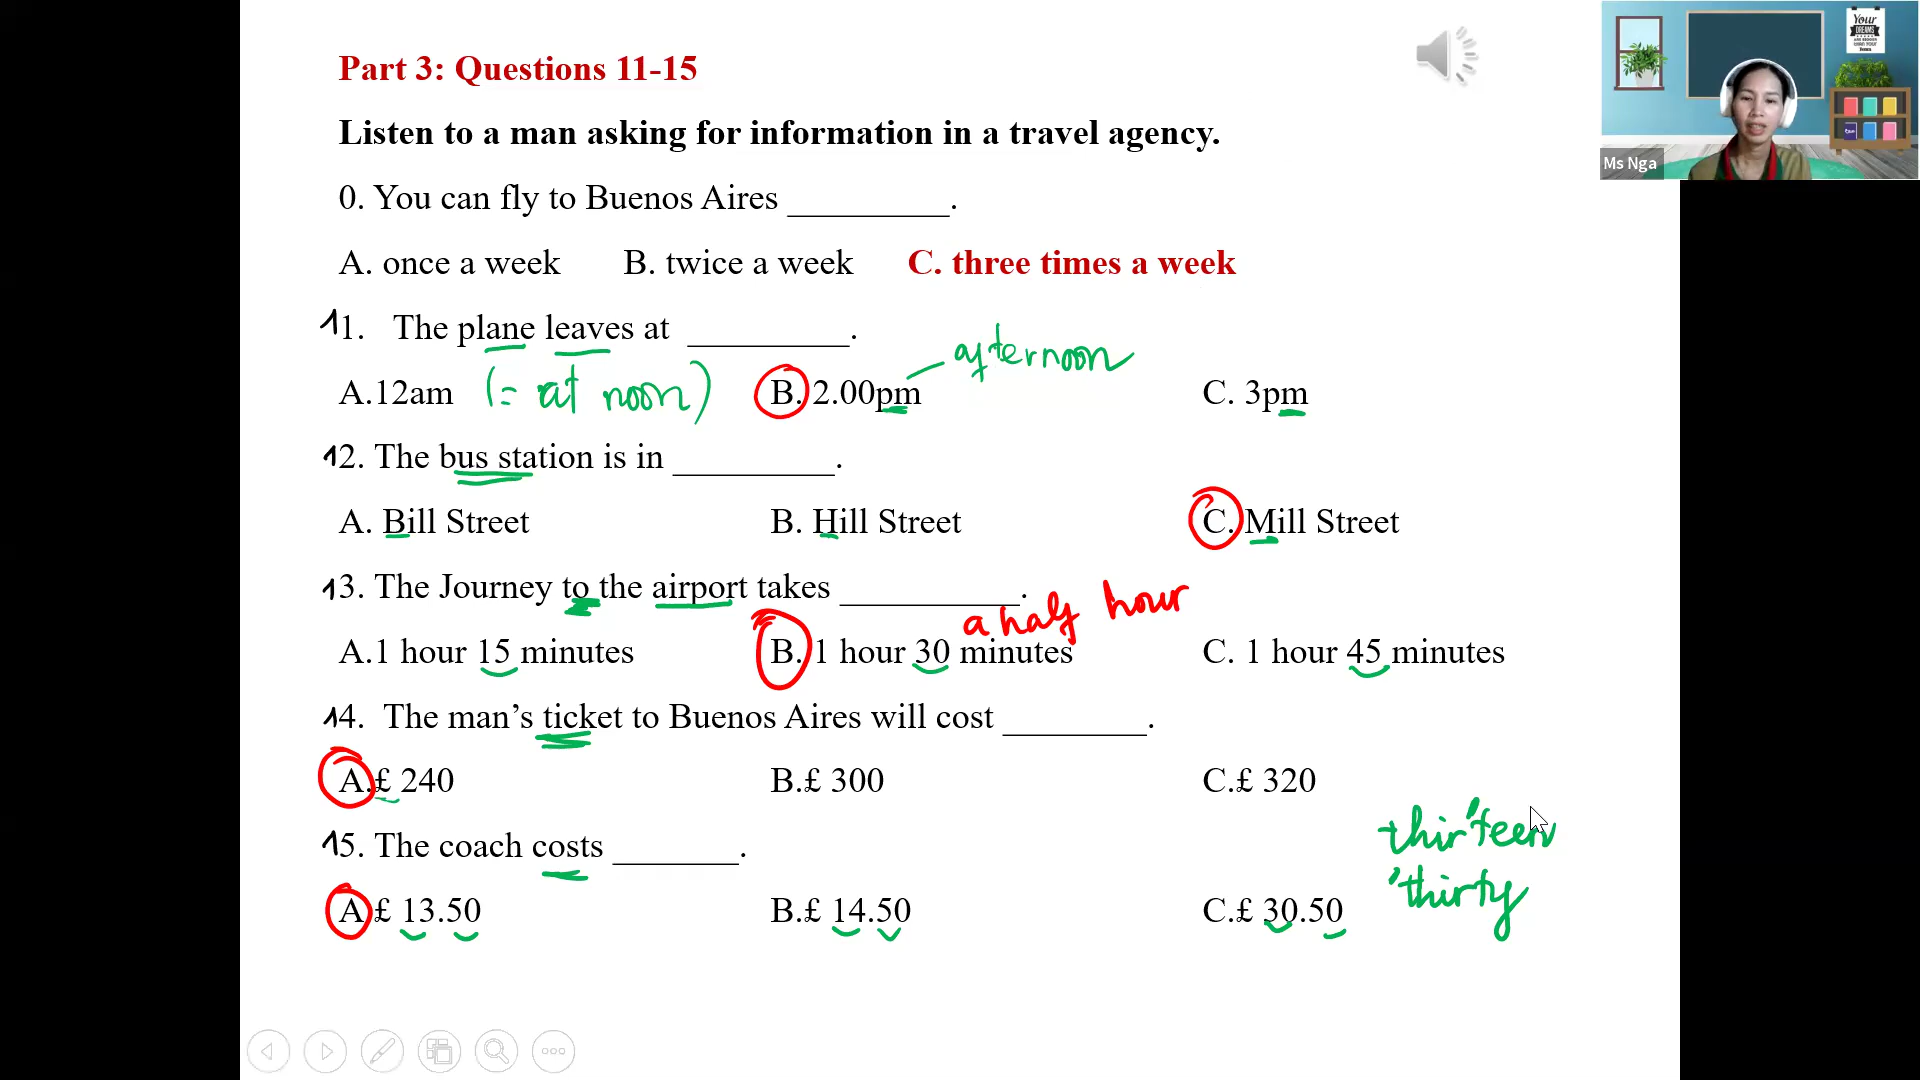 Part 3: Questions 11-15
Your
DREAMS
Ms Nga
Listen to a man asking for information in a travel agency.
0. You can fly to Buenos Aires _________.
A. once a week B. twice a week C. three times a week
11. The plane leaves at _________.
afternoon
A.12am (= at noon) B. 2.00pm C. 3pm
12. The bus station is in _________.
A. Bill Street B. Hill Street C. Mill Street
13. The Journey to the airport takes __________.
a half hour
A.1 hour 15 minutes B. 1 hour 30 minutes C. 1 hour 45 minutes
14. The man’s ticket to Buenos Aires will cost ________.
A.£ 240 B.£ 300 C.£ 320
thir'teen
15. The coach costs _______.
'thirty
A £ 13.50 B.£ 14.50 C.£ 30.50